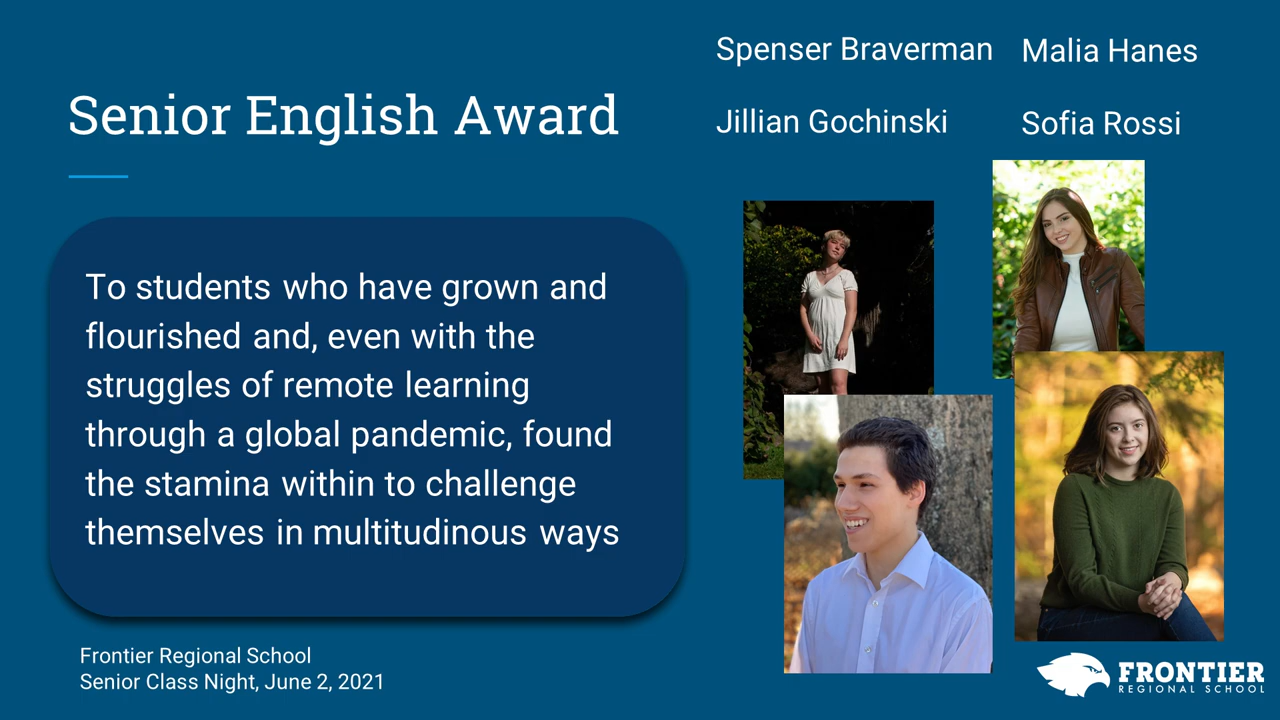 Spenser Braverman Malia Hanes
Jillian Gochinski Sofia Rossi
Senior English Award
To students who have grown and
flourished and, even with the
struggles of remote learning
through a global pandemic, found
the stamina within to challenge
themselves in multitudinous ways
Frontier Regional School
Senior Class Night, June 2, 2021
FRONTIER
REGIONAL SCHOOL